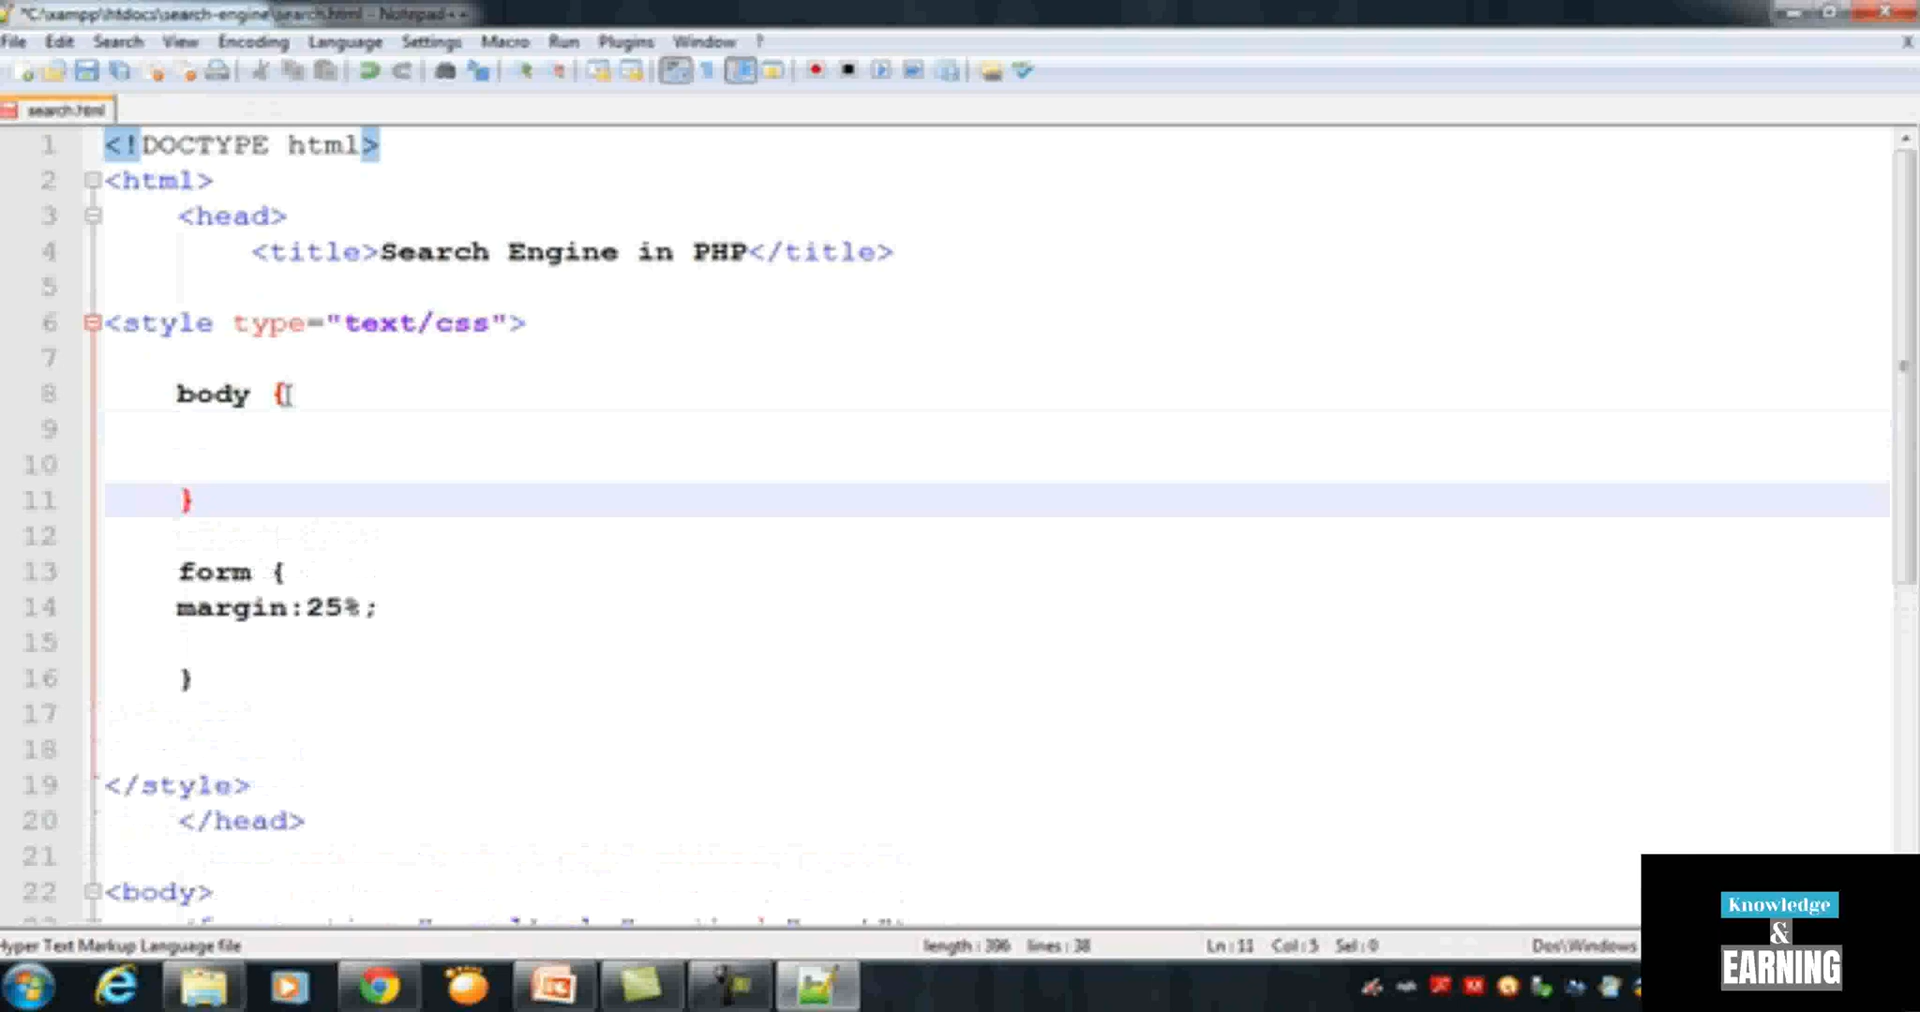 *C:\xampp\htdocs\search-engine\search.html - Notepad++
File Edit Search View Encoding Language Settings Macro Run Plugins Window ?
X
search.html
1 <!DOCTYPE html>
2 <html>
3 <head>
4 <title>Search Engine in PHP</title>
5
6 <style type="text/css">
7
8 body {
9
10
11 }
12
13 form {
14 margin:25%;
15
16 }
17
18
19 </style>
20 </head>
21
22 <body>
Hyper Text Markup Language file length : 396 lines : 38 Ln : 11 Col : 5 Sel : 0 Dos\Windows
Knowledge
&
EARNING